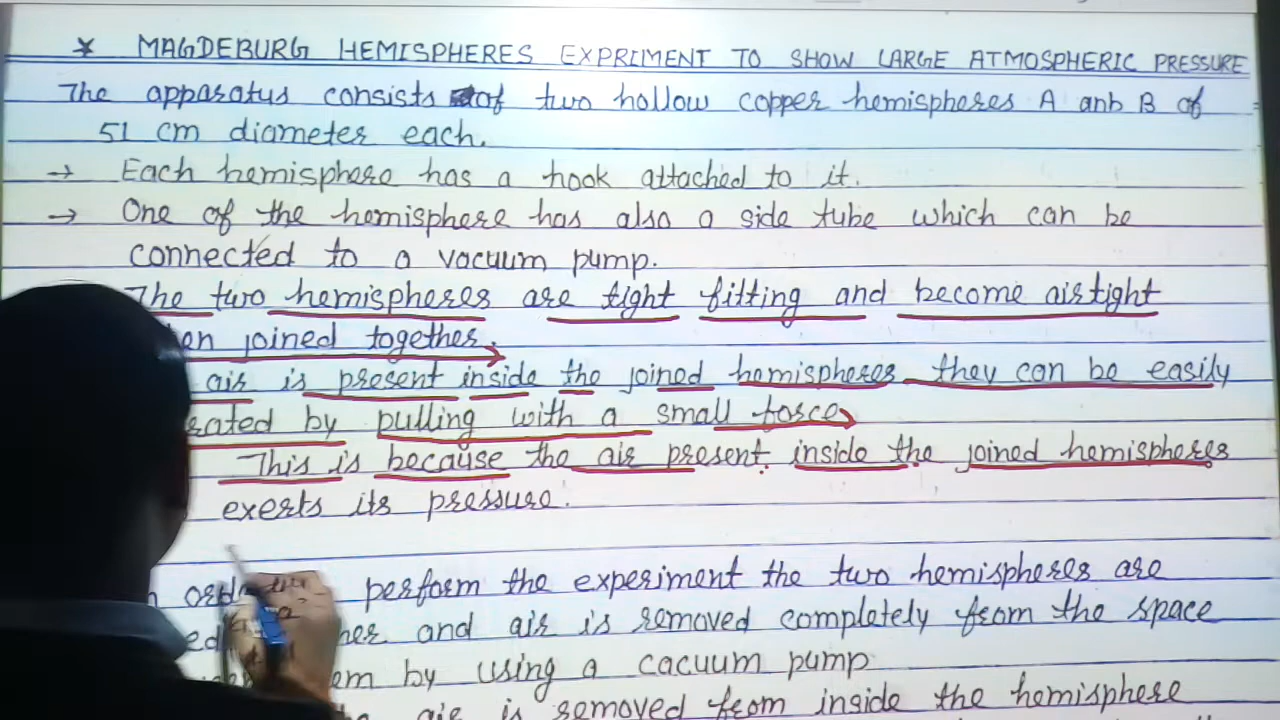 * MAGDEBURG HEMISPHERES EXPRIMENT TO SHOW LARGE ATMOSPHERIC PRESSURE
The apparatus consists of two hollow copper hemispheres A anb B of
51 cm diameter each.
→ Each hemisphere has a hook attached to it.
→ One of the hemisphere has also a side tube which can be
connected to a vacuum pump.
The two hemispheres are tight fitting and become airtight
en joined together.
air is present inside the joined hemispheres they can be easily
rated by pulling with a small force
This is because the air present inside the joined hemispheres
exerts its pressure.
perform the experiment the two hemispheres are
her and air is removed completely from the space
em by using a cacuum pump
air is removed from inside the hemisphere